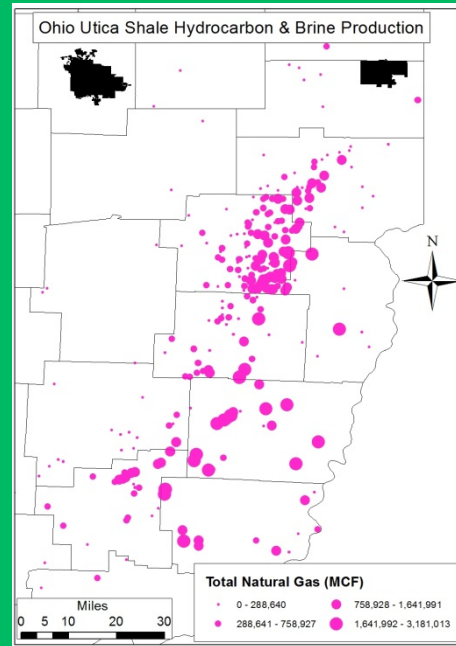 Ohio Utica Shale Hydrocarbon & Brine Production
N
Total Natural Gas (MCF)
0 - 288,640
758,928 - 1,641,991
288,641 - 758,927
1,641,992 - 3,181,013
Miles
0 5 10 20 30